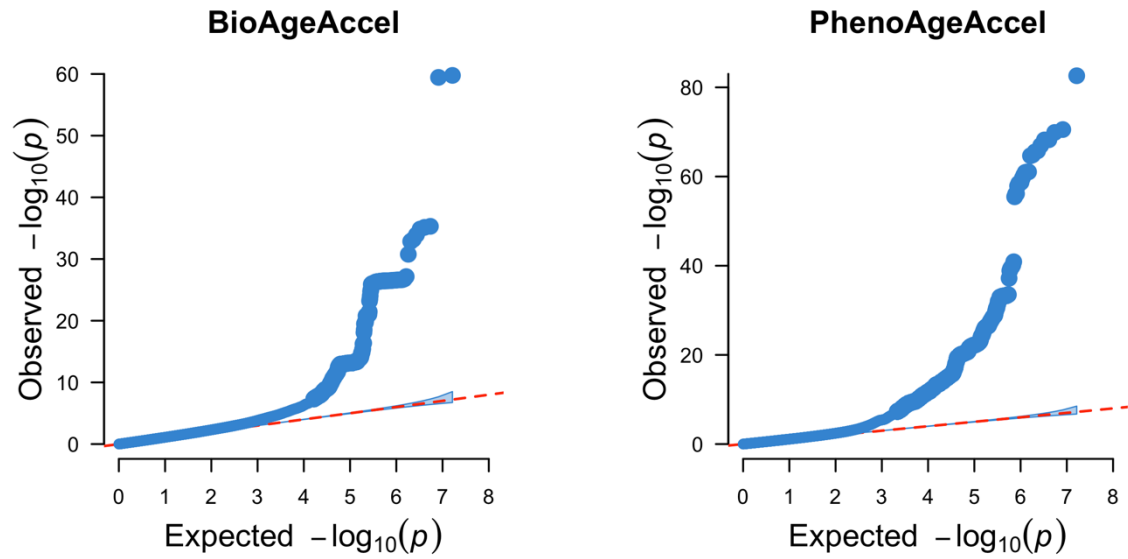 BioAgeAccel
60
50
40
30
20
10
0
Observed −log10(p)
0 1 2 3 4 5 6 7 8
Expected −log10(p)
PhenoAgeAccel
80
60
40
20
0
Observed −log10(p)
0 1 2 3 4 5 6 7 8
Expected −log10(p)